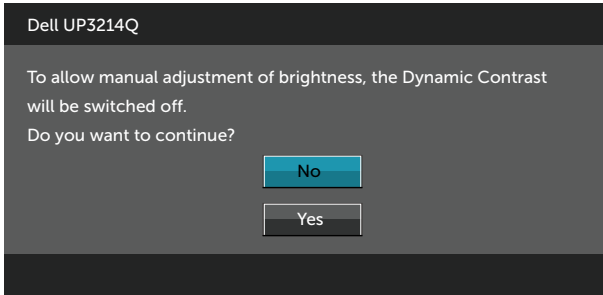 Dell UP3214Q
To allow manual adjustment of brightness, the Dynamic Contrast
will be switched off.
Do you want to continue?
No
Yes